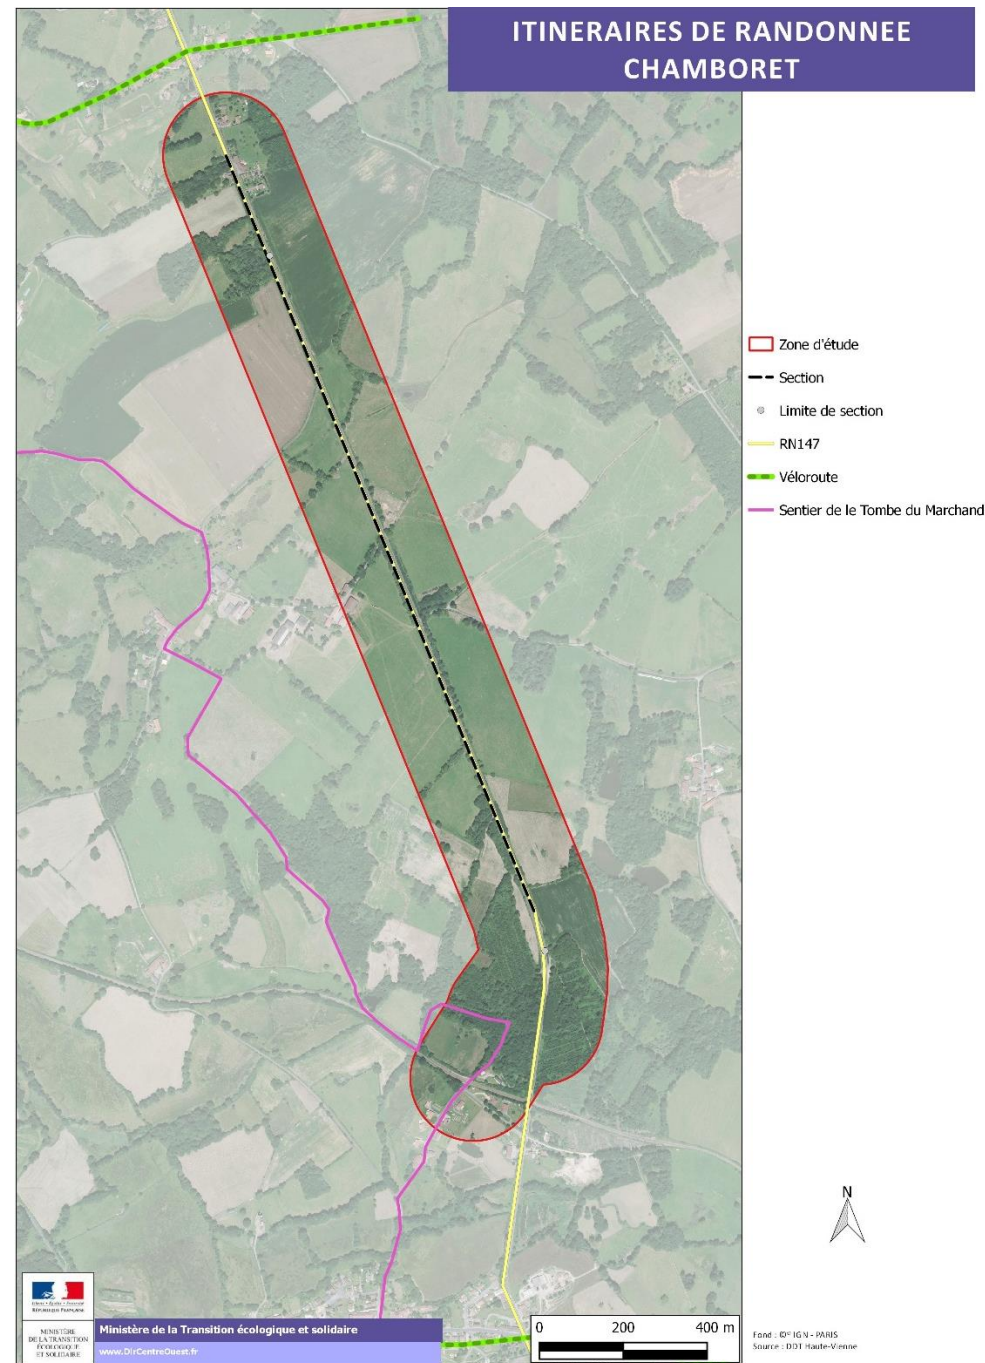 ITINERAIRES DE RANDONNEE
CHAMBORET
Zone d'étude
Section
Limite de section
RN147
Véloroute
Sentier de le Tombe du Marchand
N
RÉPUBLIQUE FRANÇAISE
MINISTÈRE
DE LA TRANSITION
ÉCOLOGIQUE
ET SOLIDAIRE
Ministère de la Transition écologique et solidaire
www.DirCentreOuest.fr
0 200 400 m
Fond : © IGN - PARIS
Source : DDT Haute-Vienne